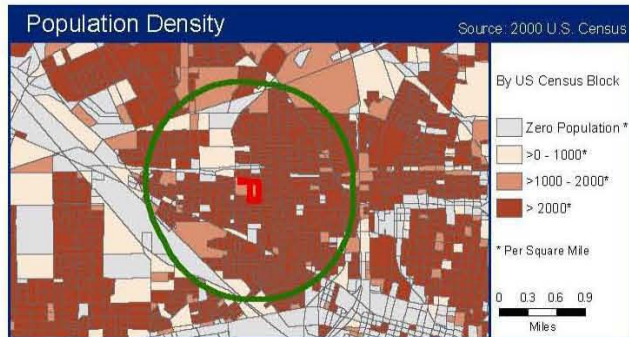 Population Density
Source: 2000 U.S. Census
By US Census Block
Zero Population *
>0 - 1000*
>1000 - 2000*
> 2000*
* Per Square Mile
0 0.3 0.6 0.9
Miles